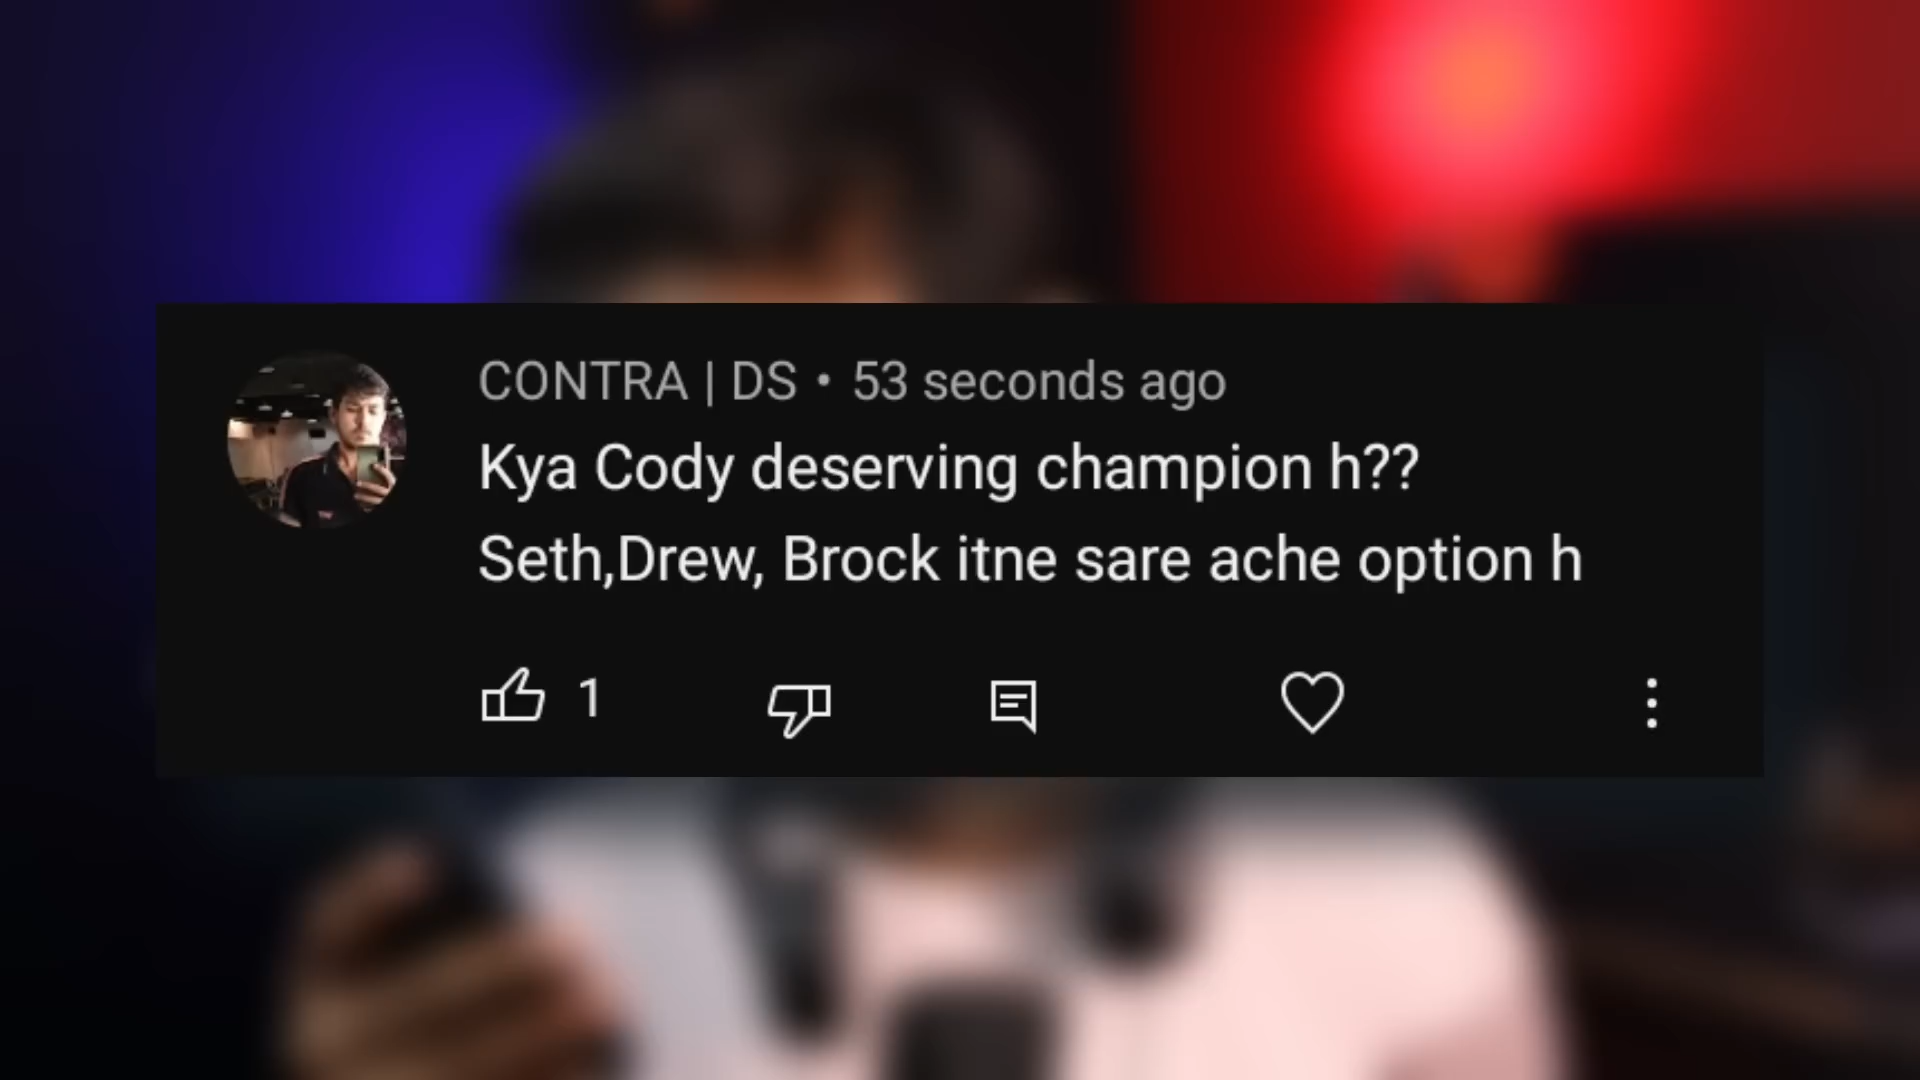 CONTRA | DS • 53 seconds ago
Kya Cody deserving champion h??
Seth,Drew, Brock itne sare ache option h
1